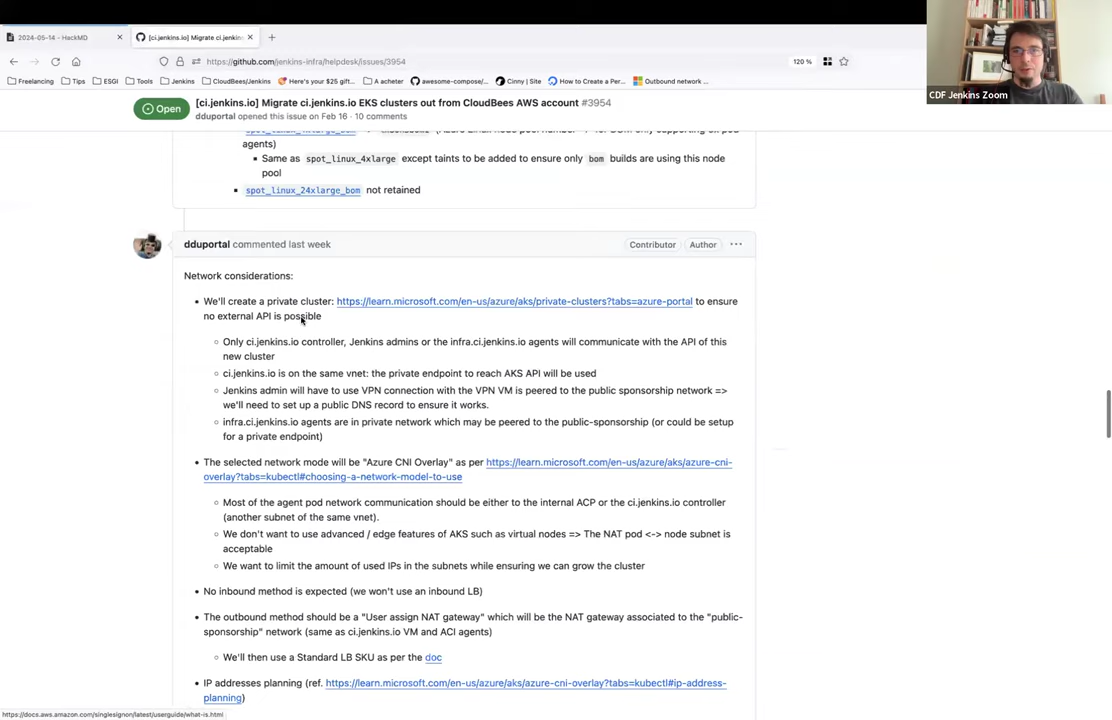 2024-05-14 - HackMD
[ci.jenkins.io] Migrate ci.jenkin
https://github.com/jenkins-infra/helpdesk/issues/3954
120 %
Freelancing
Tips
ESGI
Tools
Jenkins
CloudBees/Jenkins
Here's your $25 gift...
A acheter
awesome-compose/...
Cinny | Site
How to Create a Per...
Outbound network ...
CDF Jenkins Zoom
Open
[ci.jenkins.io] Migrate ci.jenkins.io EKS clusters out from CloudBees AWS account #3954
dduportal opened this issue on Feb 16 · 10 comments
agents)
Same as spot_linux_4xlarge except taints to be added to ensure only bom builds are using this node
pool
spot_linux_24xlarge_bom not retained
dduportal commented last week
Contributor
Author
Network considerations:
We'll create a private cluster: https://learn.microsoft.com/en-us/azure/aks/private-clusters?tabs=azure-portal to ensure
no external API is possible
Only ci.jenkins.io controller, Jenkins admins or the infra.ci.jenkins.io agents will communicate with the API of this
new cluster
ci.jenkins.io is on the same vnet: the private endpoint to reach AKS API will be used
Jenkins admin will have to use VPN connection with the VPN VM is peered to the public sponsorship network =>
we'll need to set up a public DNS record to ensure it works.
infra.ci.jenkins.io agents are in private network which may be peered to the public-sponsorship (or could be setup
for a private endpoint)
The selected network mode will be "Azure CNI Overlay" as per https://learn.microsoft.com/en-us/azure/aks/azure-cni-
overlay?tabs=kubectl#choosing-a-network-model-to-use
Most of the agent pod network communication should be either to the internal ACP or the ci.jenkins.io controller
(another subnet of the same vnet).
We don't want to use advanced / edge features of AKS such as virtual nodes => The NAT pod <-> node subnet is
acceptable
We want to limit the amount of used IPs in the subnets while ensuring we can grow the cluster
No inbound method is expected (we won't use an inbound LB)
The outbound method should be a "User assign NAT gateway" which will be the NAT gateway associated to the "public-
sponsorship" network (same as ci.jenkins.io VM and ACI agents)
We'll then use a Standard LB SKU as per the doc
IP addresses planning (ref. https://learn.microsoft.com/en-us/azure/aks/azure-cni-overlay?tabs=kubectl#ip-address-
planning)
https://docs.aws.amazon.com/singlesignon/latest/userguide/what-is.html